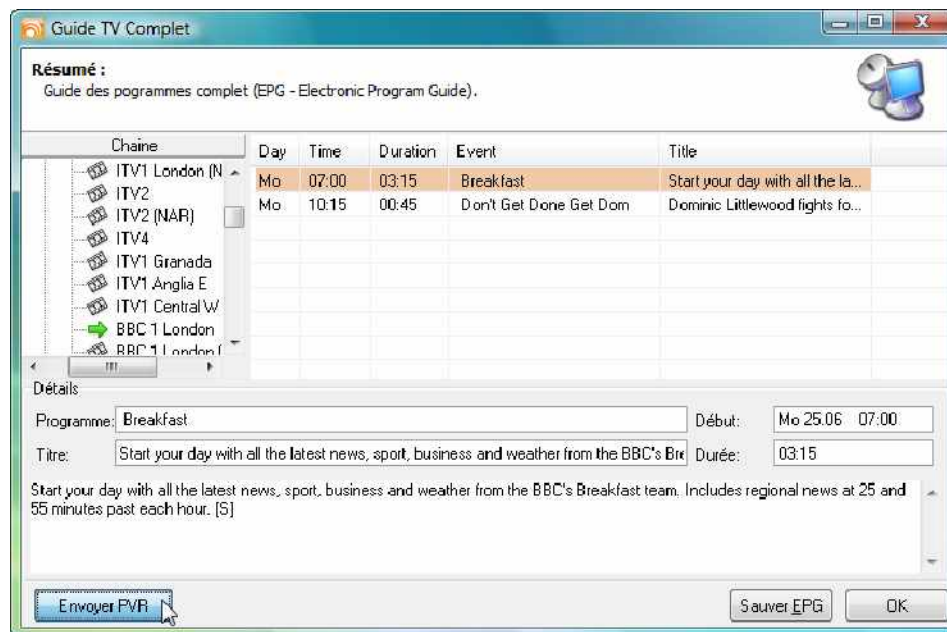 Guide TV Complet
Résumé :
Guide des pogrammes complet (EPG - Electronic Program Guide).
Chaine
Day Time Duration Event Title
ITV1 London (N
ITV2
ITV2 (NAR)
ITV4
ITV1 Granada
ITV1 Anglia E
ITV1 Central W
BBC 1 London
BBC 1 London (
Mo 07:00 03:15 Breakfast Start your day with all the la...
Mo 10:15 00:45 Don't Get Done Get Dom Dominic Littlewood fights fo...
Détails
Programme: Breakfast Début: Mo 25.06 07:00
Titre: Start your day with all the latest news, sport, business and weather from the BBC's Bre Durée: 03:15
Start your day with all the latest news, sport, business and weather from the BBC's Breakfast team. Includes regional news at 25 and
55 minutes past each hour. [S]
Envoyer PVR Sauver EPG OK